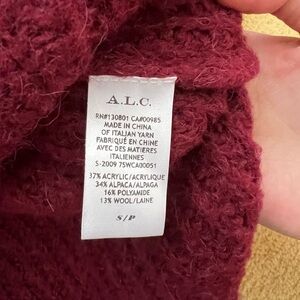 A.L.C.
RN#130801 CA#00985
MADE IN CHINA
OF ITALIAN YARN
FABRIQUÉ EN CHINE
AVEC DES MATIÈRES
ITALIENNES
S-2009 75WCA00051
37% ACRYLIC/ACRYLIQUE
34% ALPACA/ALPAGA
16% POLYAMIDE
13% WOOL/LAINE
S/P